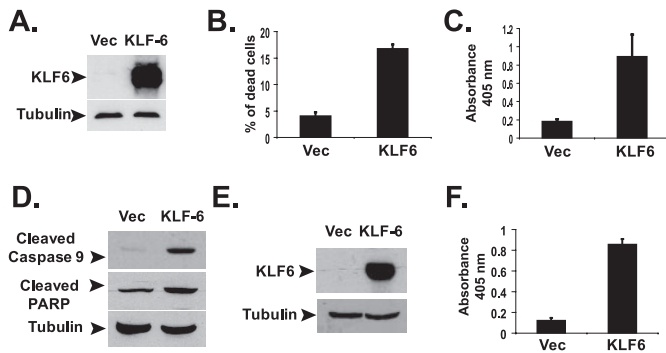 A.
Vec KLF-6
KLF6
Tubulin
B.
% of dead cells
20
15
10
5
0
Vec KLF6
C.
Absorbance
405 nm
1.2
1
0.8
0.6
0.4
0.2
0
Vec KLF6
D.
Vec KLF-6
Cleaved
Caspase 9
Cleaved
PARP
Tubulin
E.
Vec KLF-6
KLF6
Tubulin
F.
Absorbance
405 nm
1
0.8
0.6
0.4
0.2
0
Vec KLF6